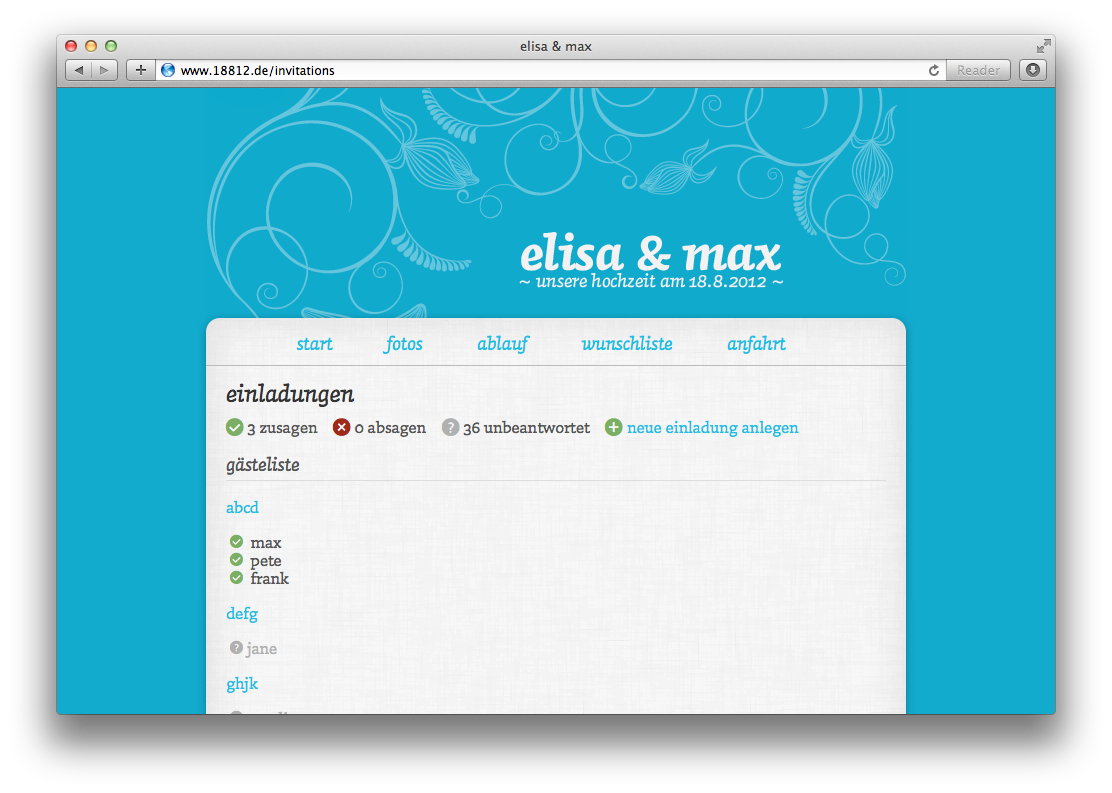 elisa & max
www.18812.de/invitations
Reader
elisa & max
~ unsere hochzeit am 18.8.2012 ~
start fotos ablauf wunschliste anfahrt
einladungen
3 zusagen 0 absagen ? 36 unbeantwortet neue einladung anlegen
gästeliste
abcd
max
pete
frank
defg
? jane
ghjk